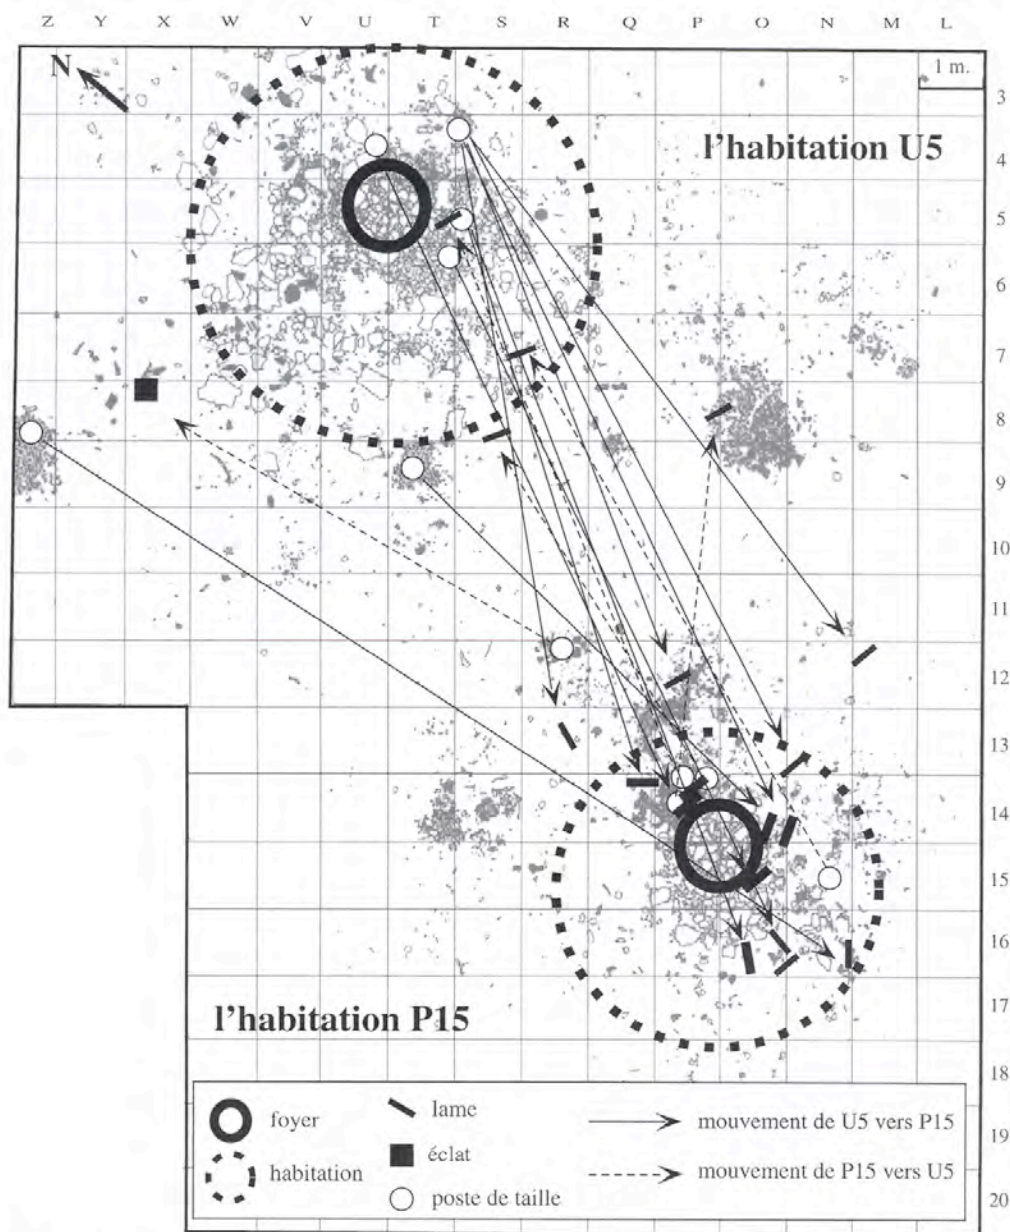 Z Y X W V U T S R Q P O N M L
N
1 m.
3
l'habitation U5
4
5
6
7
8
9
10
11
12
13
14
15
16
l'habitation P15
17
18
foyer
lame
mouvement de U5 vers P15
19
habitation
éclat
mouvement de P15 vers U5
poste de taille
20